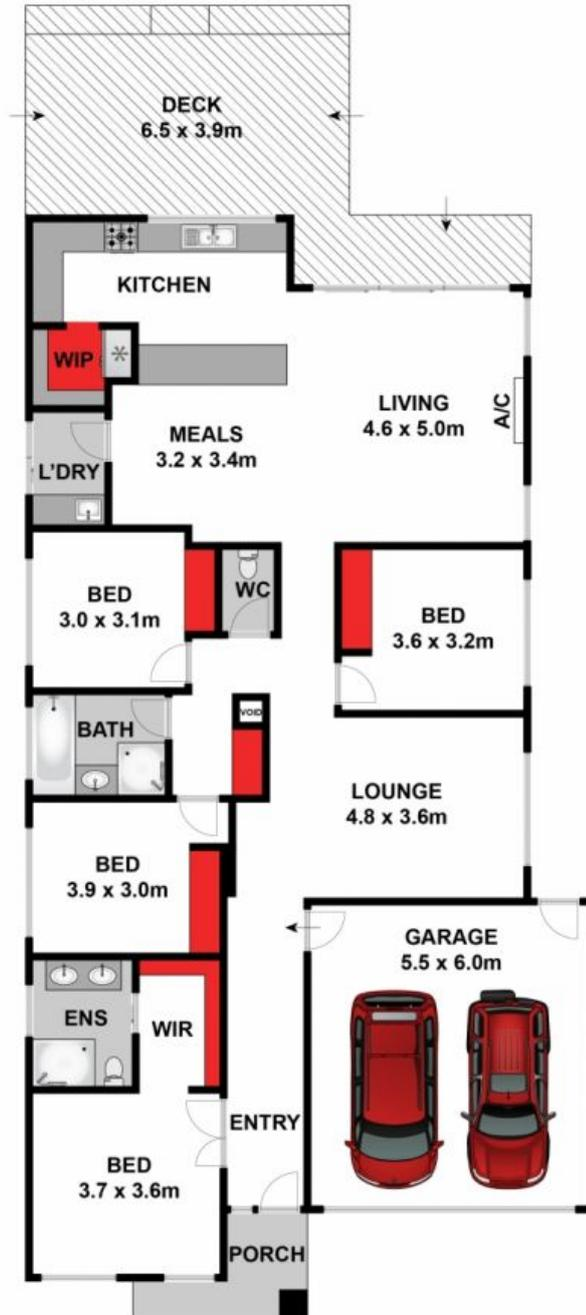 DECK
6.5 x 3.9m
KITCHEN
WIP
LIVING
4.6 x 5.0m
A/C
MEALS
3.2 x 3.4m
L'DRY
BED
3.0 x 3.1m
WC
BED
3.6 x 3.2m
VOID
BATH
LOUNGE
4.8 x 3.6m
BED
3.9 x 3.0m
GARAGE
5.5 x 6.0m
ENS
WIR
ENTRY
BED
3.7 x 3.6m
PORCH